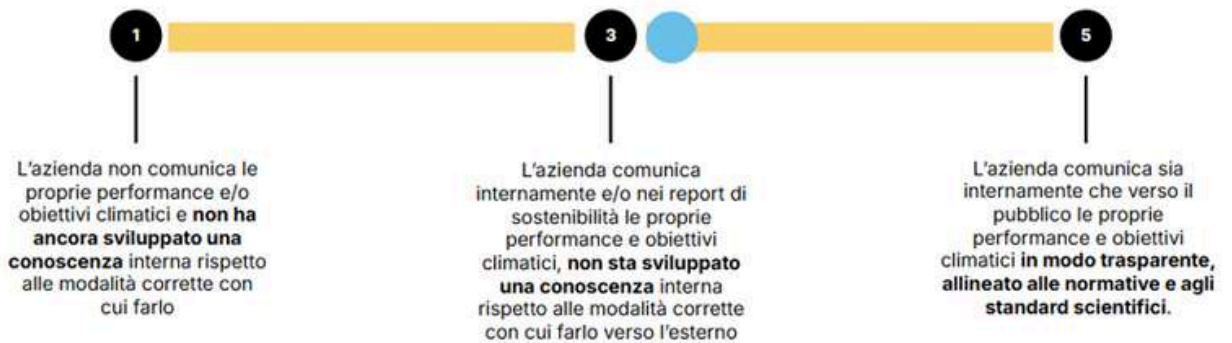 1
3
5
L'azienda non comunica le
proprie performance e/o
obiettivi climatici e non ha
ancora sviluppato una
conoscenza interna rispetto
alle modalità corrette con
cui farlo
L'azienda comunica
internamente e/o nei report di
sostenibilità le proprie
performance e obiettivi
climatici, non sta sviluppato
una conoscenza interna
rispetto alle modalità corrette
con cui farlo verso l'esterno
L'azienda comunica sia
internamente che verso il
pubblico le proprie
performance e obiettivi
climatici in modo trasparente,
allineato alle normative e agli
standard scientifici.